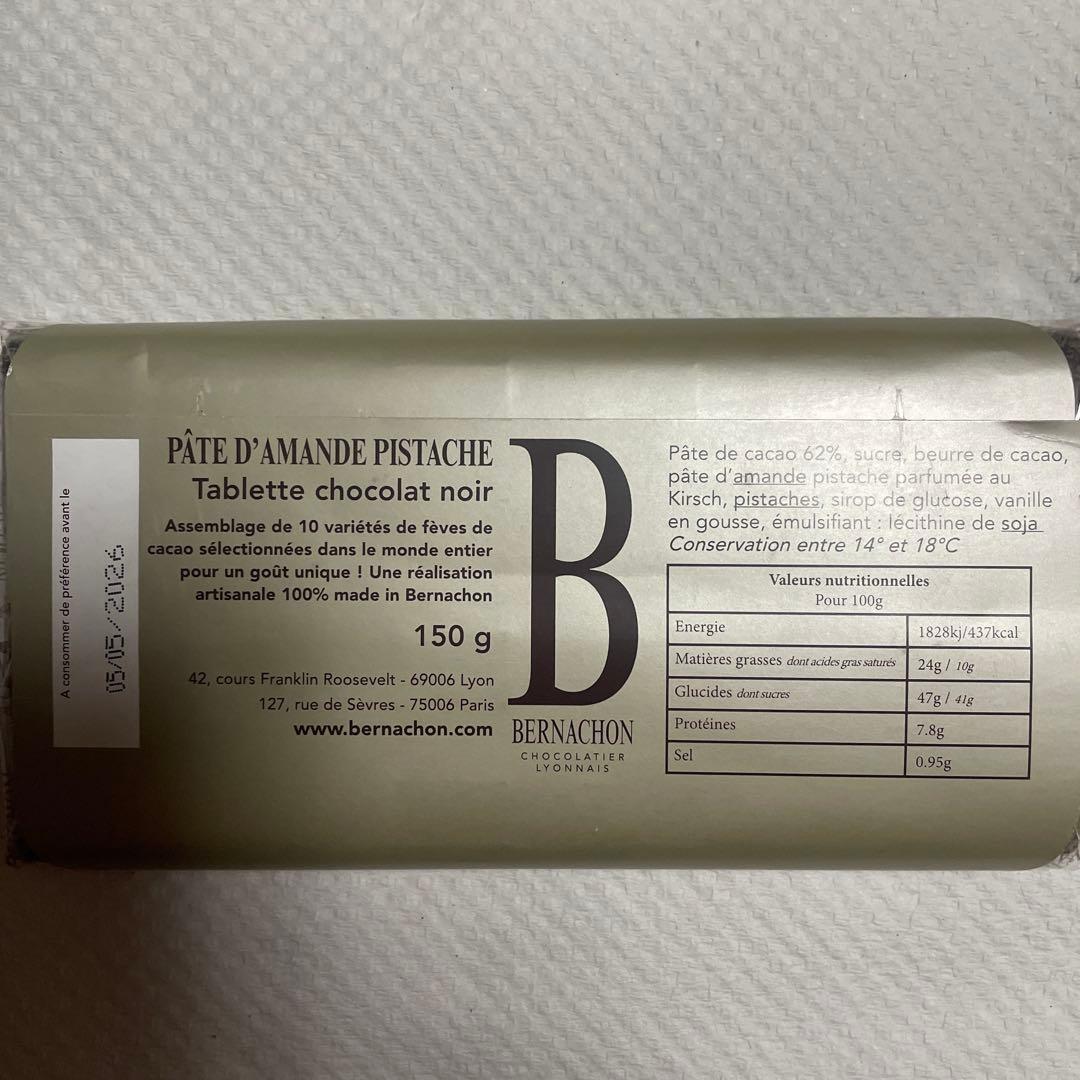 A consommer de préférence avant le
05/05/2026
PÂTE D'AMANDE PISTACHE
Tablette chocolat noir
Assemblage de 10 variétés de fèves de
cacao sélectionnées dans le monde entier
pour un goût unique ! Une réalisation
artisanale 100% made in Bernachon
150 g
42, cours Franklin Roosevelt - 69006 Lyon
127, rue de Sèvres - 75006 Paris
www.bernachon.com
B
BERNACHON
CHOCOLATIER
LYONNAIS
Pâte de cacao 62%, sucre, beurre de cacao,
pâte d'amande pistache parfumée au
Kirsch, pistaches, sirop de glucose, vanille
en gousse, émulsifiant : lécithine de soja
Conservation entre 14° et 18°C
Valeurs nutritionnelles
Pour 100g
Energie 1828kj/437kcal
Matières grasses dont acides gras saturés 24g / 10g
Glucides dont sucres 47g / 41g
Protéines 7.8g
Sel 0.95g